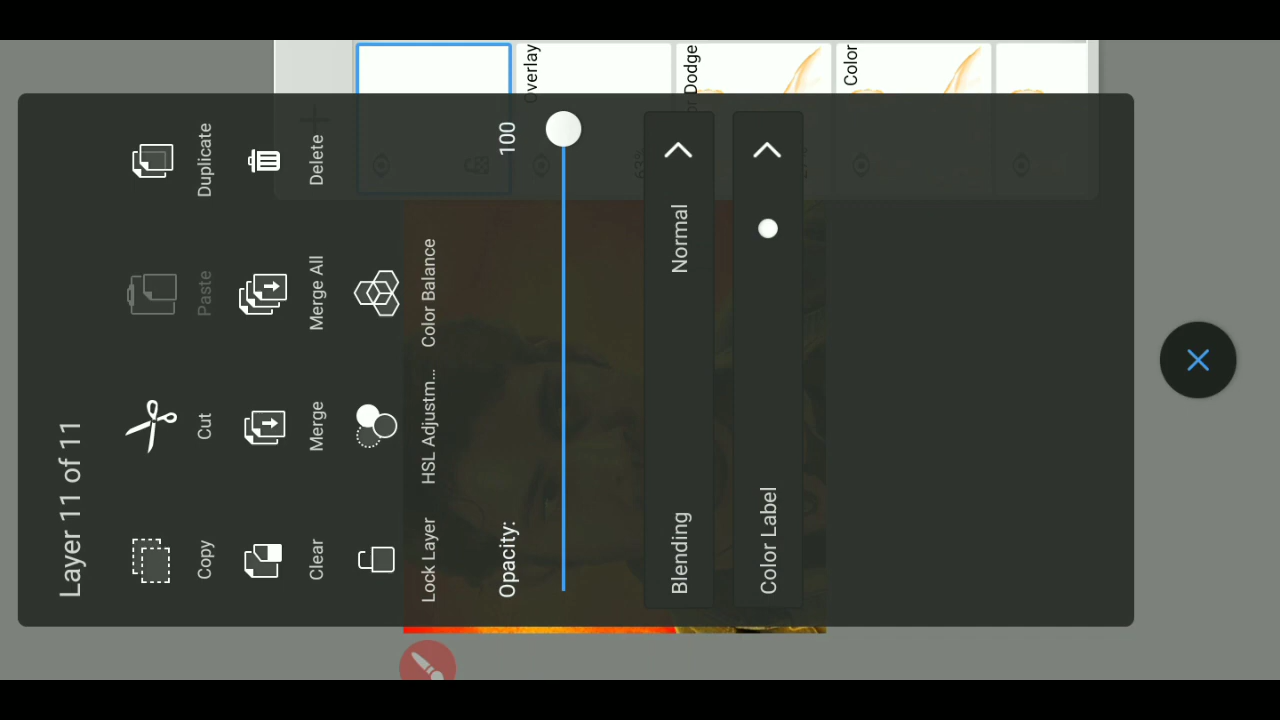 Layer 11 of 11
Copy
Cut
Paste
Duplicate
Clear
Merge
Merge All
Delete
Lock Layer
HSL Adjustm...
Color Balance
Opacity:
100
Blending
Normal
Color Label
Overlay
Dodge
Color